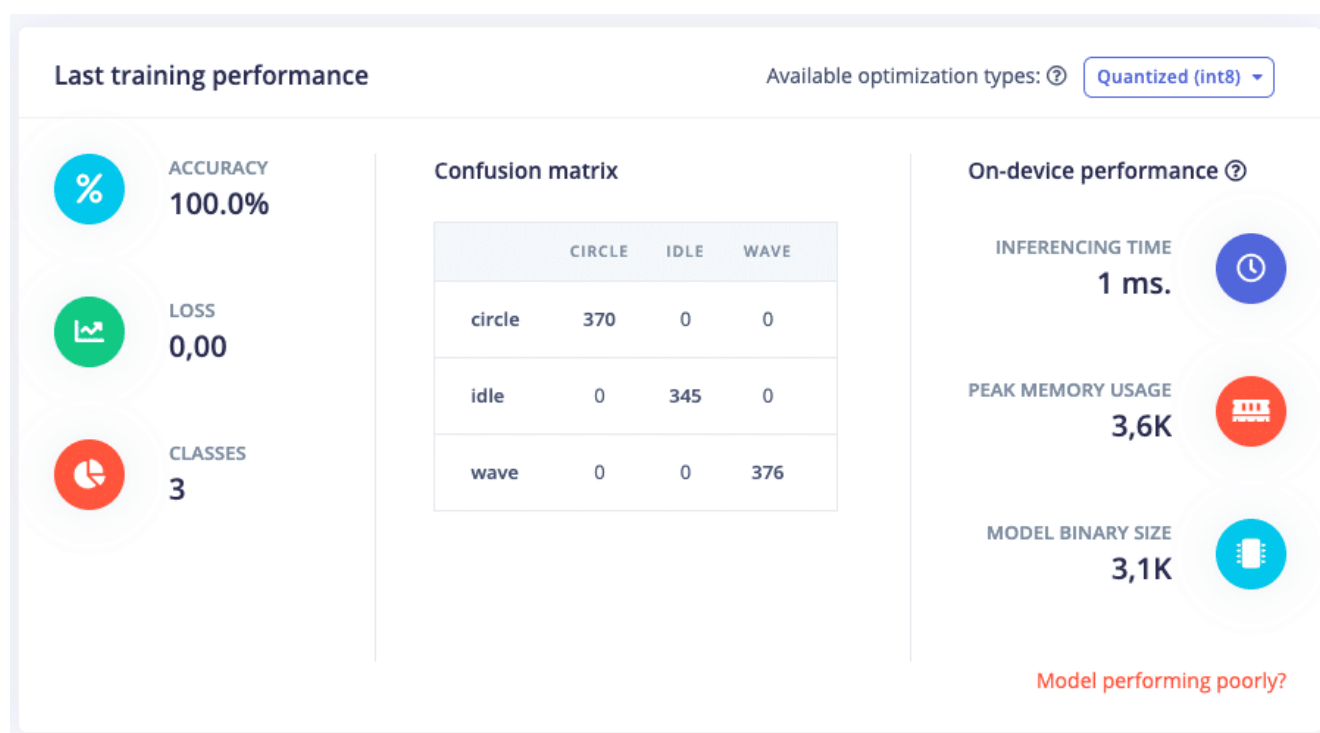 Last training performance
Available optimization types: ? Quantized (int8)
% ACCURACY
100.0%
LOSS
0,00
CLASSES
3
Confusion matrix
CIRCLE IDLE WAVE
circle 370 0 0
idle 0 345 0
wave 0 0 376
On-device performance ?
INFERENCING TIME
1 ms.
PEAK MEMORY USAGE
3,6K
MODEL BINARY SIZE
3,1K
Model performing poorly?